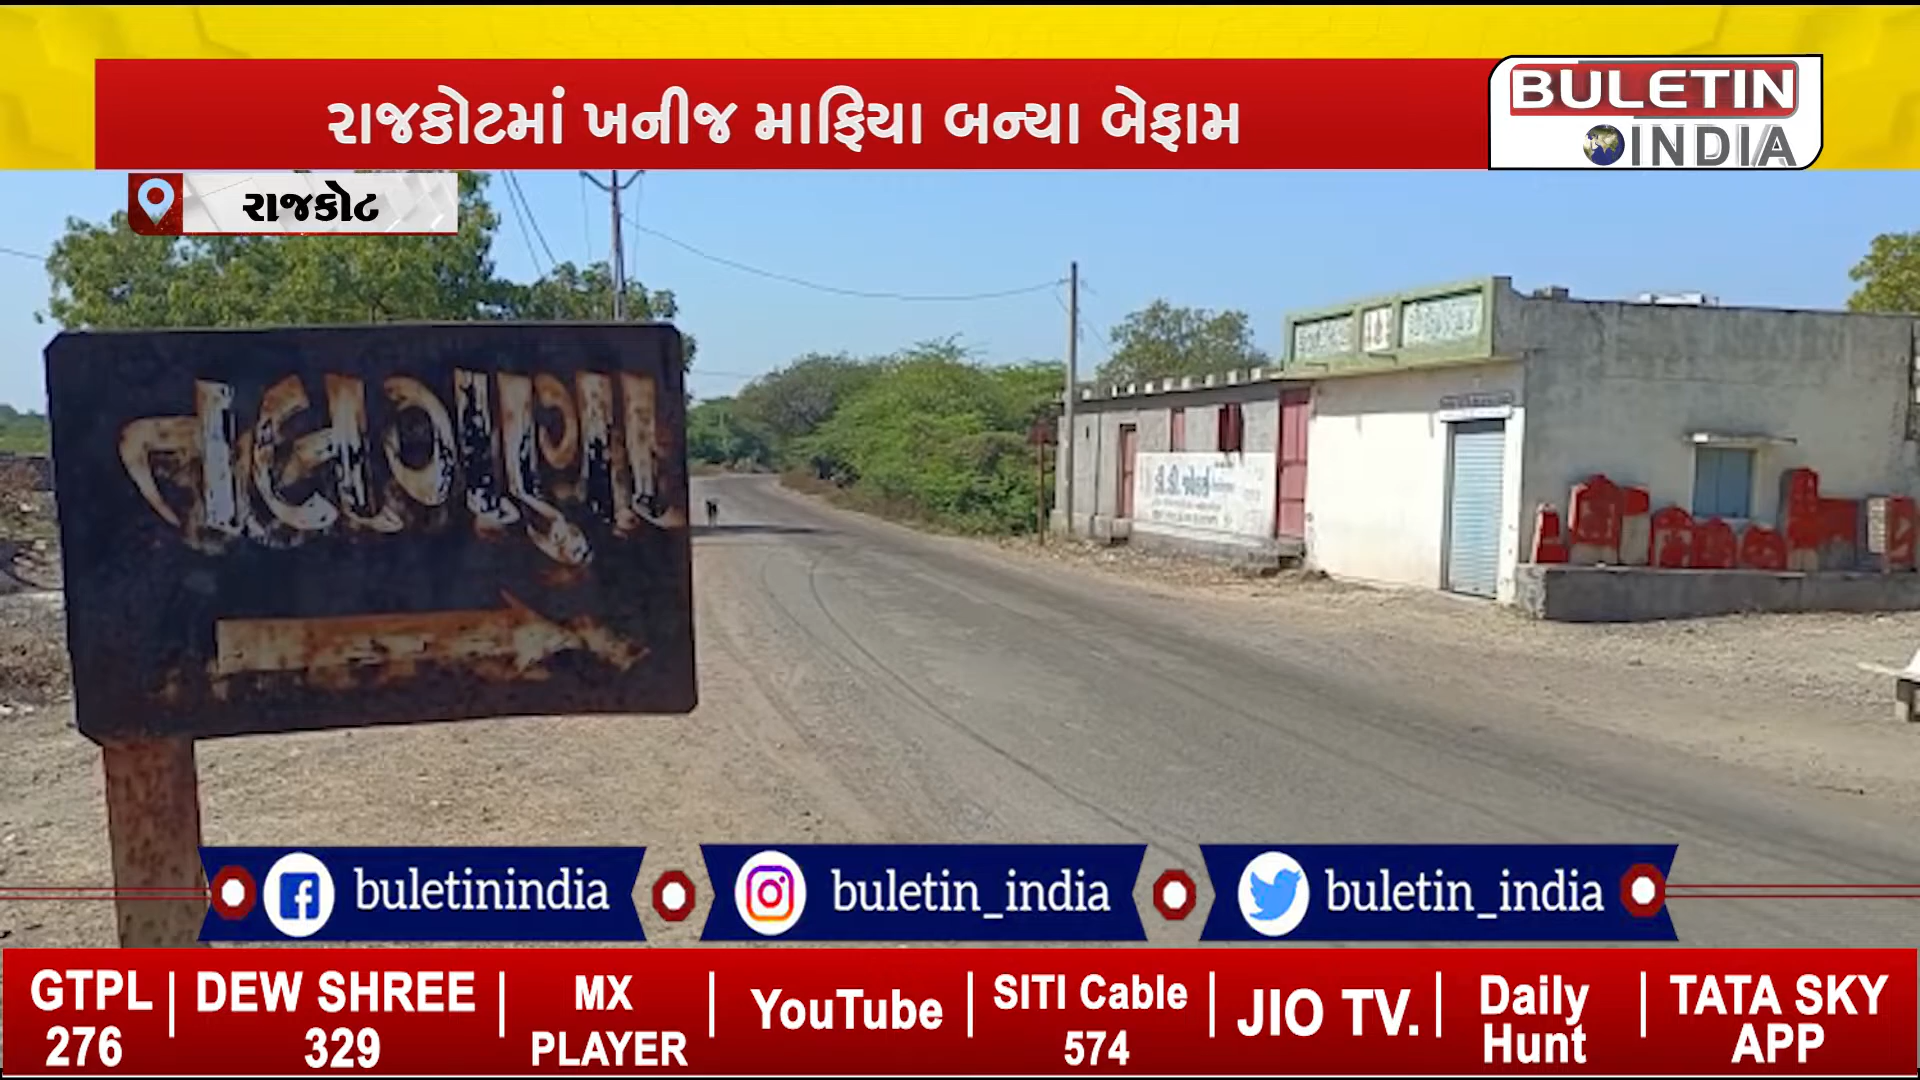 રાજકોટમાં ખનીજ માફિયા બન્યા બેફામ
BULETIN
INDIA
રાજકોટ
તલગાણા
buletinindia
buletin_india
buletin_india
GTPL
276
DEW SHREE
329
MX
PLAYER
YouTube
SITI Cable
574
JIO TV.
Daily
Hunt
TATA SKY
APP